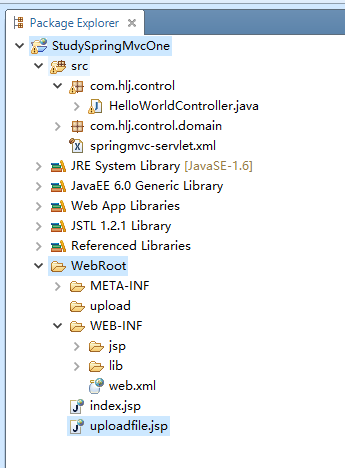 Package Explorer
StudySpringMvcOne
src
com.hlj.control
HelloWorldController.java
com.hlj.control.domain
springmvc-servlet.xml
JRE System Library [JavaSE-1.6]
JavaEE 6.0 Generic Library
Web App Libraries
JSTL 1.2.1 Library
Referenced Libraries
WebRoot
META-INF
upload
WEB-INF
jsp
lib
web.xml
index.jsp
uploadfile.jsp